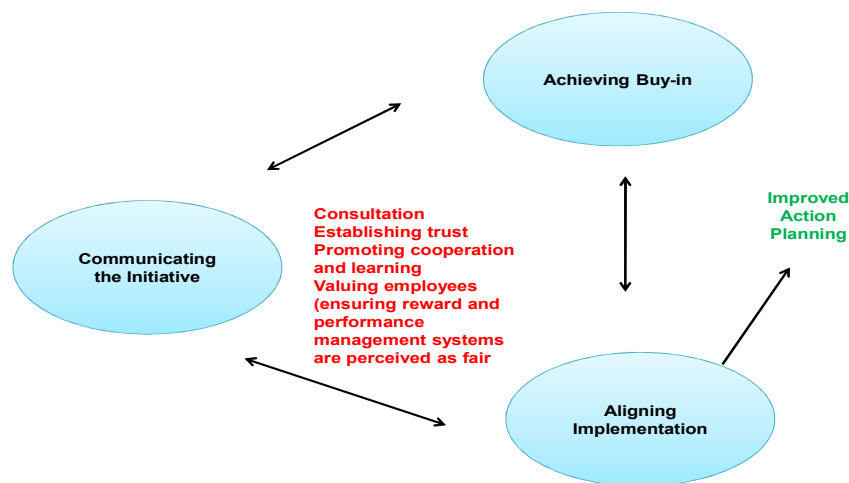 Achieving Buy-in
Improved
Action
Planning
Consultation
Establishing trust
Promoting cooperation
and learning
Valuing employees
(ensuring reward and
performance
management systems
are perceived as fair
Communicating
the Initiative
Aligning
Implementation